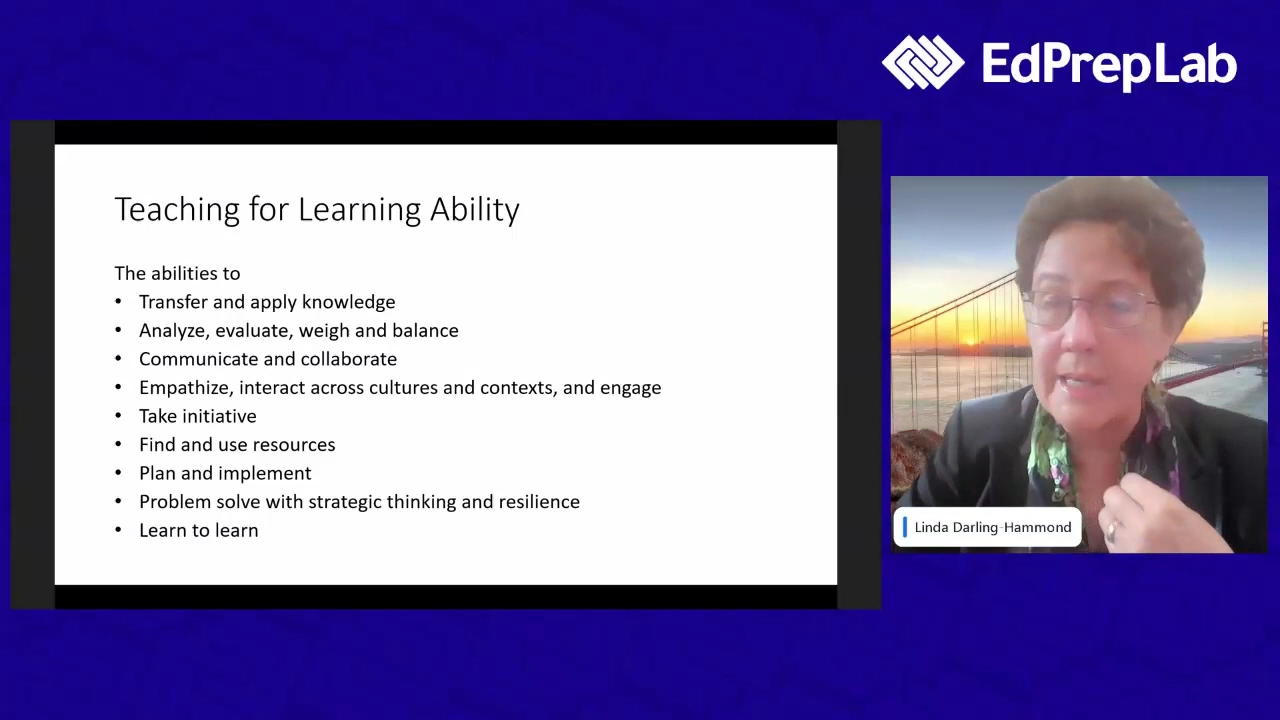 EdPrepLab
Teaching for Learning Ability
The abilities to
• Transfer and apply knowledge
• Analyze, evaluate, weigh and balance
• Communicate and collaborate
• Empathize, interact across cultures and contexts, and engage
• Take initiative
• Find and use resources
• Plan and implement
• Problem solve with strategic thinking and resilience
• Learn to learn
Linda Darling-Hammond